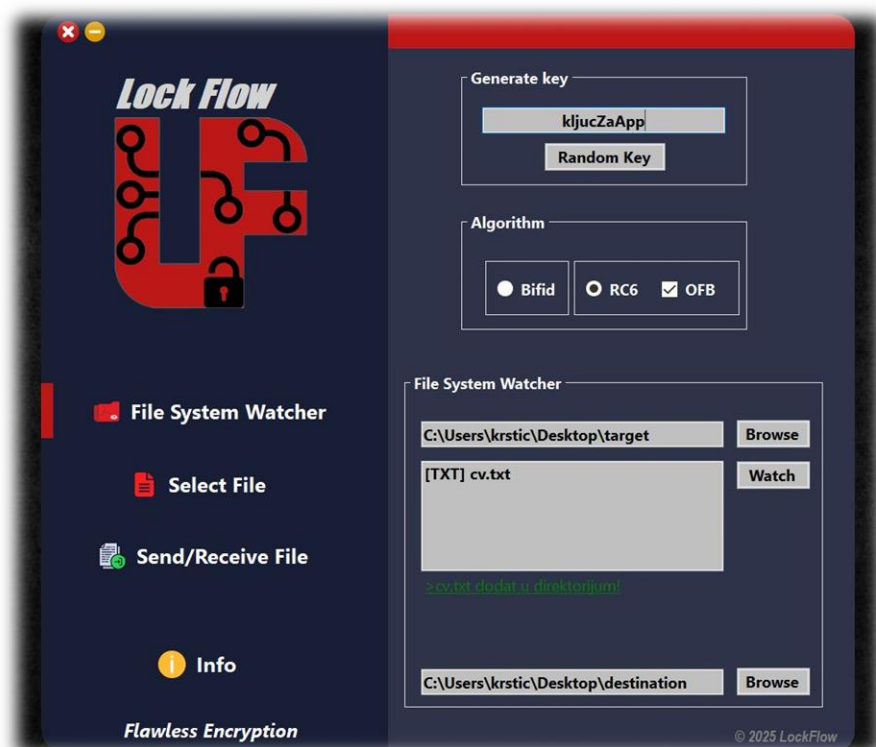 Lock Flow
File System Watcher
Select File
Send/Receive File
Info
Flawless Encryption
Generate key
kljucZaApp
Random Key
Algorithm
Bifid
RC6
OFB
File System Watcher
C:\Users\krstic\Desktop\target
Browse
[TXT] cv.txt
Watch
>cv.txt dodat u direktorijum!
C:\Users\krstic\Desktop\destination
Browse
© 2025 LockFlow